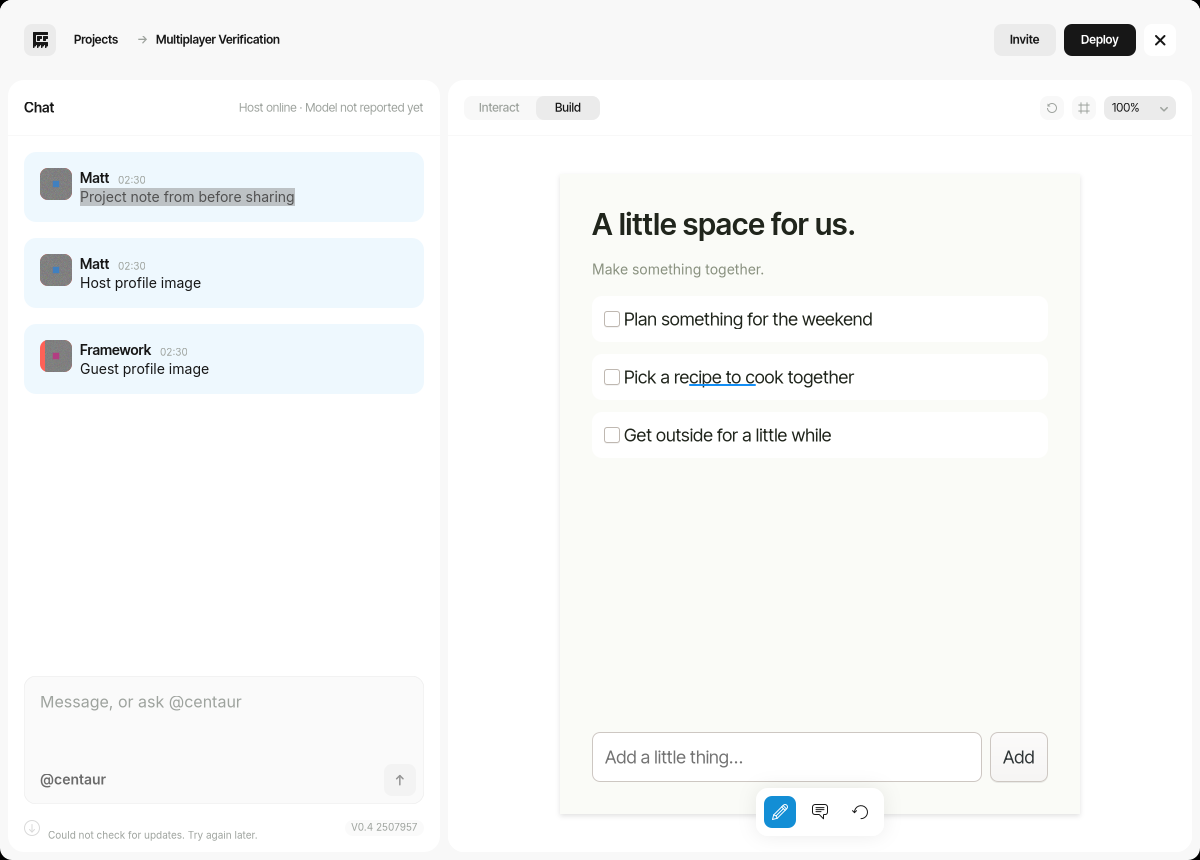 Projects → Multiplayer Verification
Invite
Deploy
Chat
Host online · Model not reported yet
Matt 02:30
Project note from before sharing
Matt 02:30
Host profile image
Framework 02:30
Guest profile image
Message, or ask @centaur
@centaur
Could not check for updates. Try again later.
V0.4 2507957
Interact
Build
100%
A little space for us.
Make something together.
Plan something for the weekend
Pick a recipe to cook together
Get outside for a little while
Add a little thing...
Add